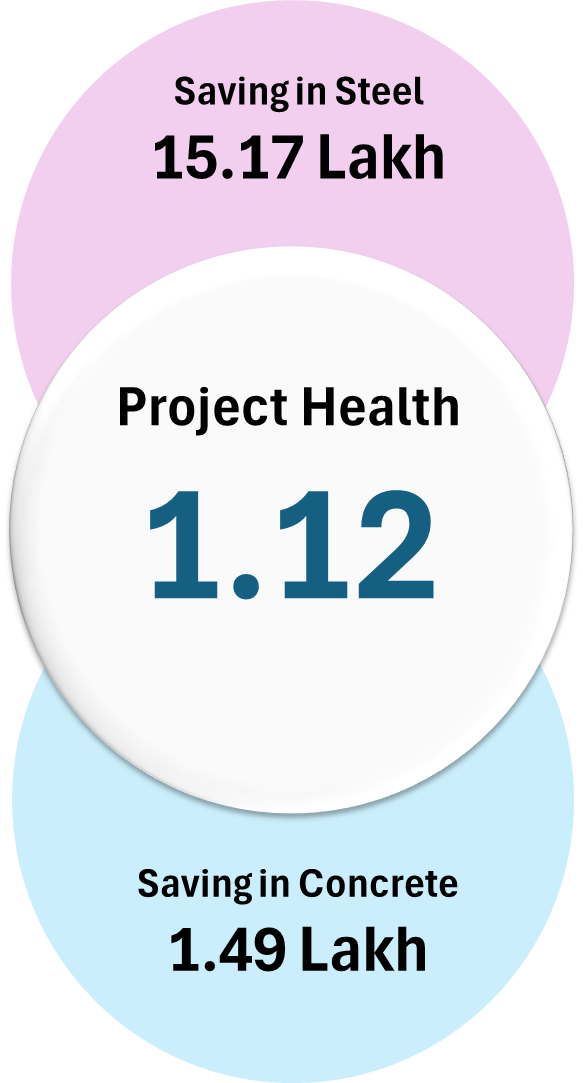 Saving in Steel
15.17 Lakh
Project Health
1.12
Saving in Concrete
1.49 Lakh